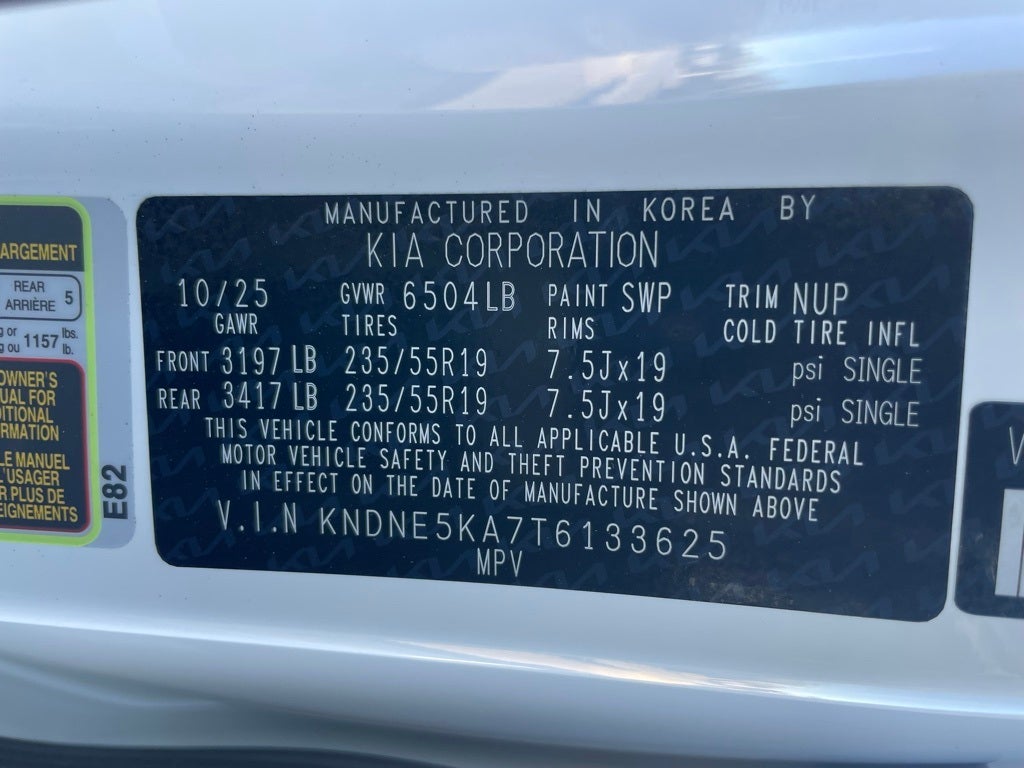 ARGEMENT
REAR
ARRIÈRE 5
g or 1157 lbs.
g ou lb.
OWNER'S
UAL FOR
DITIONAL
RMATION
LE MANUEL
L'USAGER
R PLUS DE
EIGNEMENTS
E82
MANUFACTURED IN KOREA BY
KIA CORPORATION
10/25 GVWR 6504LB PAINT SWP TRIM NUP
GAWR TIRES RIMS COLD TIRE INFL
FRONT 3197 LB 235/55R19 7.5Jx19 psi SINGLE
REAR 3417 LB 235/55R19 7.5Jx19 psi SINGLE
THIS VEHICLE CONFORMS TO ALL APPLICABLE U.S.A. FEDERAL
MOTOR VEHICLE SAFETY AND THEFT PREVENTION STANDARDS
IN EFFECT ON THE DATE OF MANUFACTURE SHOWN ABOVE
V.I.N KNDNE5KA7T6133625
MPV
V